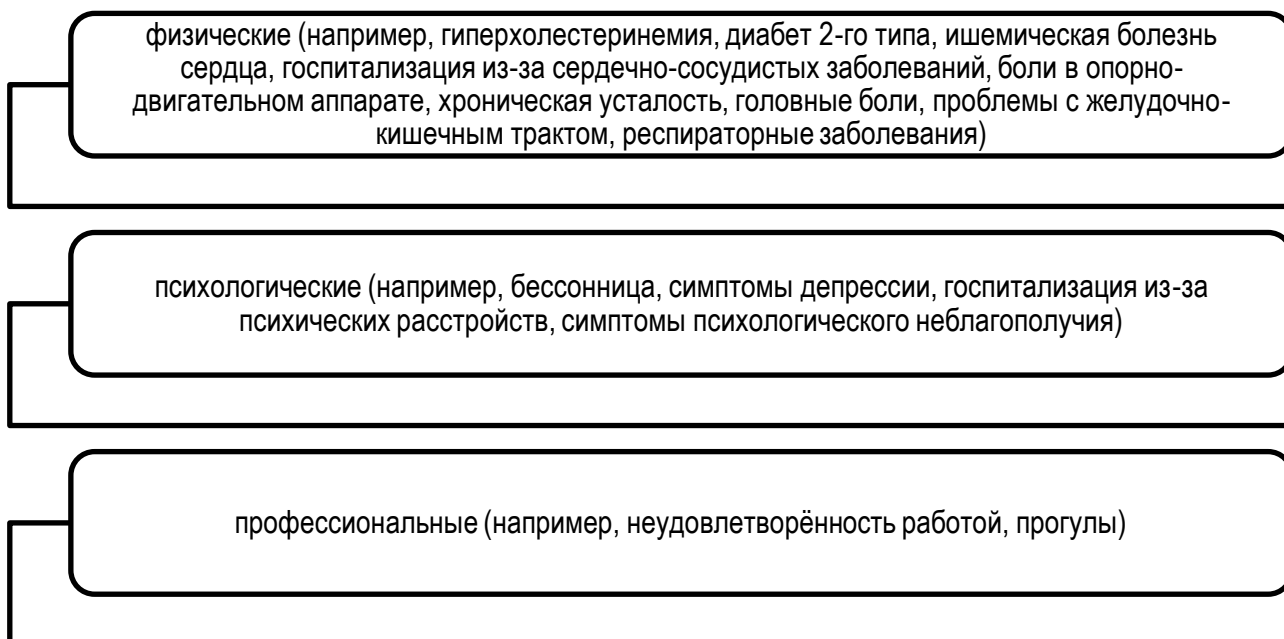 физические (например, гиперхолестеринемия, диабет 2-го типа, ишемическая болезнь
сердца, госпитализация из-за сердечно-сосудистых заболеваний, боли в опорно-
двигательном аппарате, хроническая усталость, головные боли, проблемы с желудочно-
кишечным трактом, респираторные заболевания)
психологические (например, бессонница, симптомы депрессии, госпитализация из-за
психических расстройств, симптомы психологического неблагополучия)
профессиональные (например, неудовлетворённость работой, прогулы)